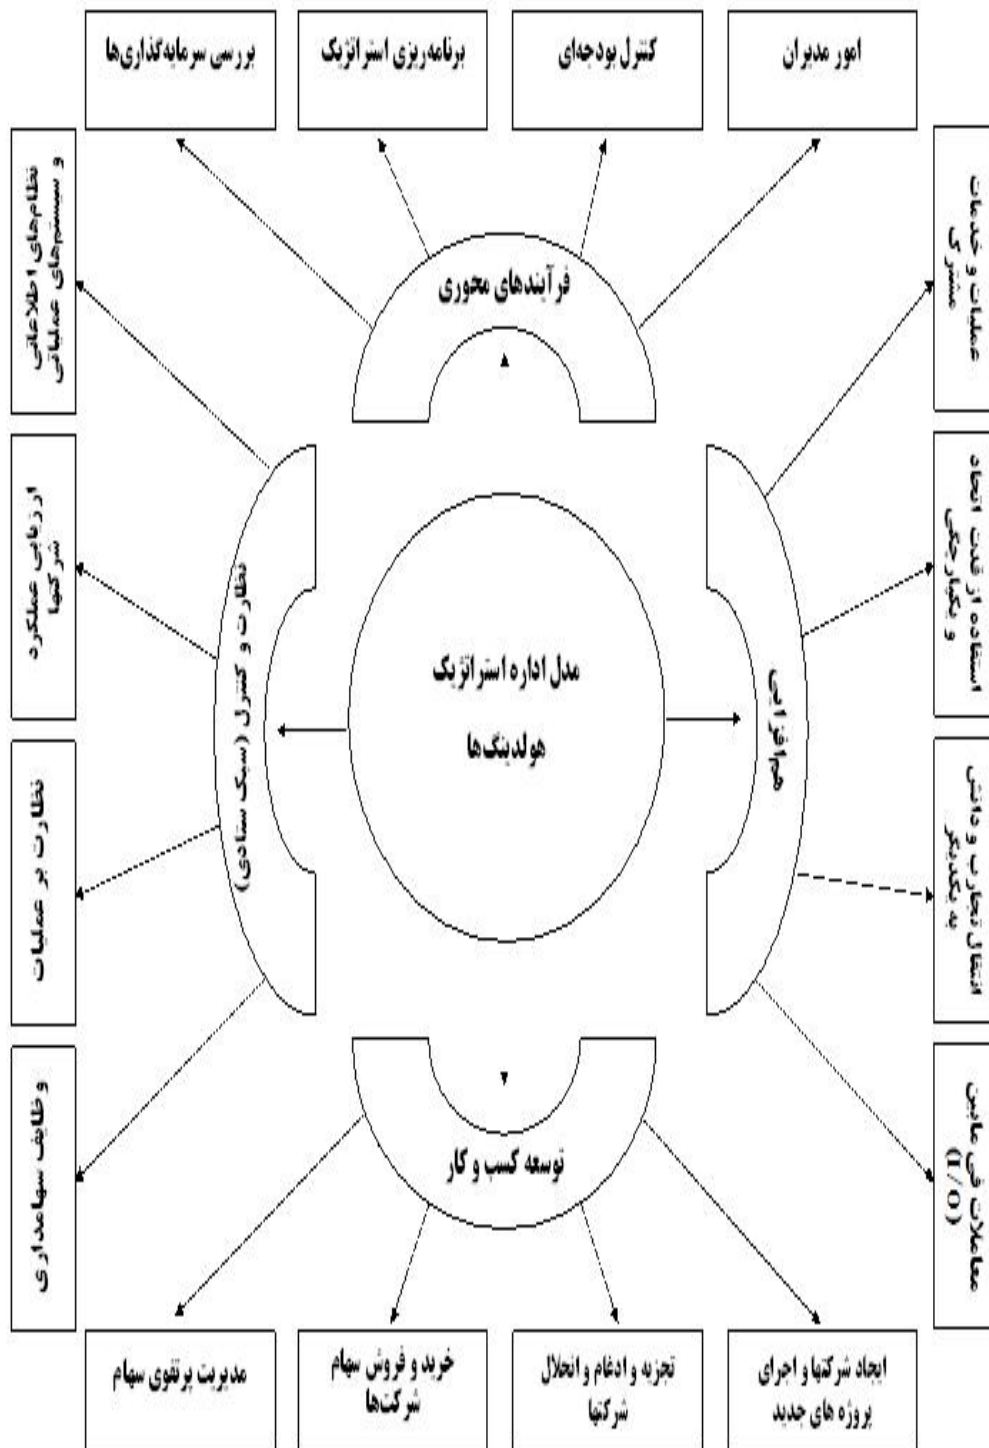 امور مدیران
کنترل بودجه‌ای
برنامه‌ریزی استراتژیک
بررسی سرمایه‌گذاری‌ها
عملیات و خدمات
مشترک
استفاده از قدت اتحاد
و یکپارچگی
انتقال تجارب و دانش
به یکدیگر
معاملات فی مابین
(I/O)
فرآیندهای محوری
هم‌افزایی
مدل اداره استراتژیک
هولدینگ‌ها
نظارت و کنترل (سبک ستادی)
توسعه کسب و کار
نظام‌های اطلاعاتی
و سیستم‌های عملیاتی
ارزیابی عملکرد
شرکتها
نظارت بر عملیات
وظایف سهامداری
ایجاد شرکتها و اجرای
پروژه های جدید
تجزیه و ادغام و انحلال
شرکتها
خرید و فروش سهام
شرکت‌ها
مدیریت پرتفوی سهام